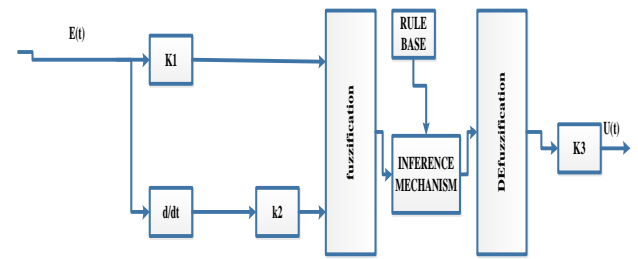 E(t)
K1
d/dt
k2
fuzzification
RULE
BASE
INFERENCE
MECHANISM
DEfuzzification
K3
U(t)